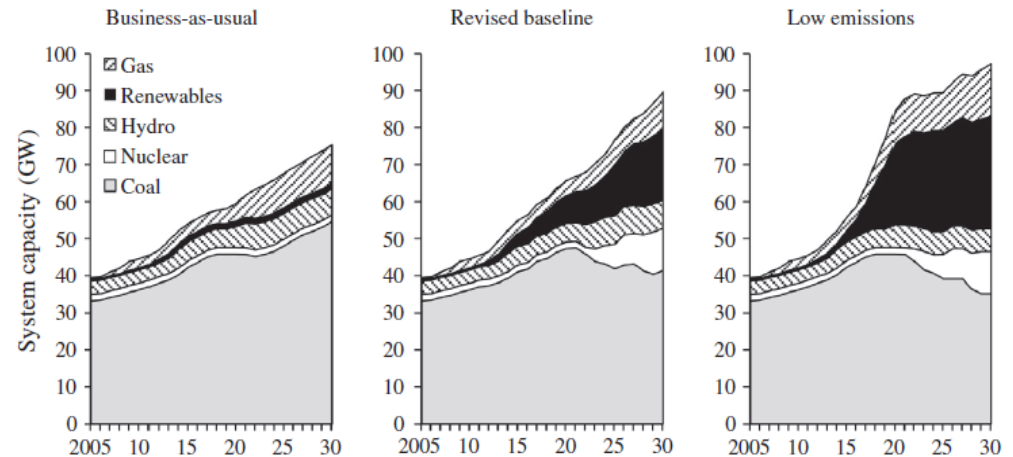 Business-as-usual
Revised baseline
Low emissions
System capacity (GW)
100
90
80
70
60
50
40
30
20
10
0
Gas
Renewables
Hydro
Nuclear
Coal
2005 10 15 20 25 30
100
90
80
70
60
50
40
30
20
10
0
2005 10 15 20 25 30
100
90
80
70
60
50
40
30
20
10
0
2005 10 15 20 25 30